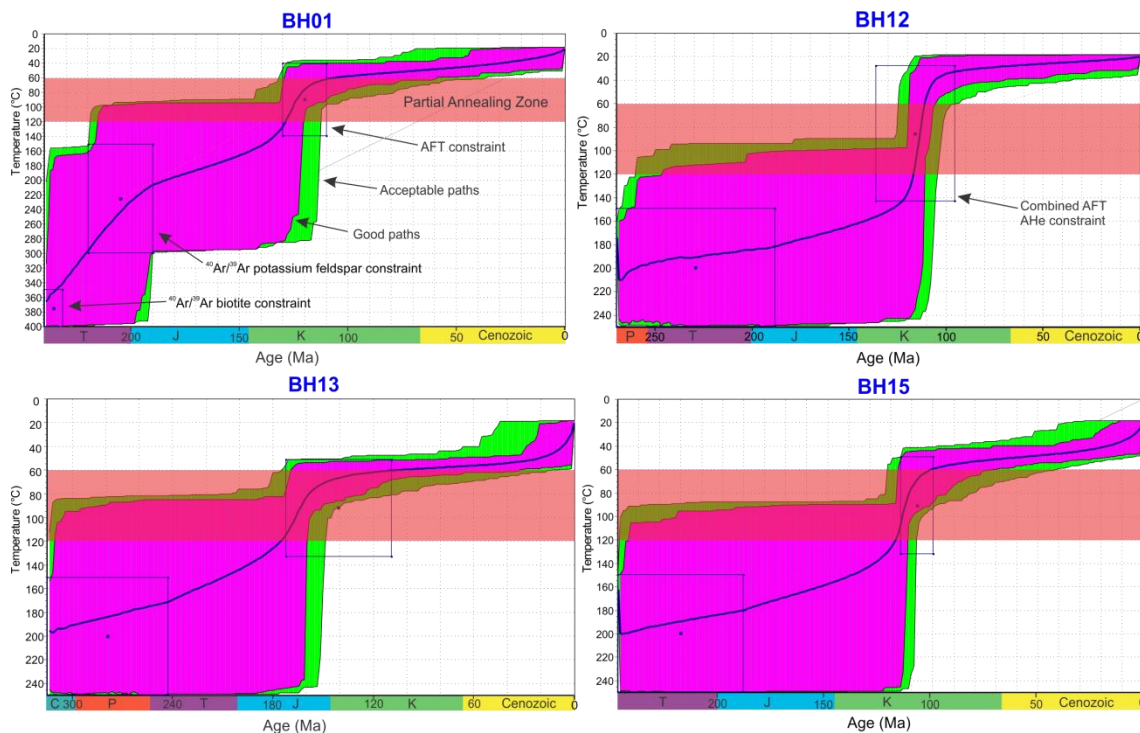 BH01
0
20
40
60
80
100
120
140
160
180
200
220
240
260
280
300
320
340
360
380
400
Temperature (°C)
Partial Annealing Zone
AFT constraint
Acceptable paths
Good paths
⁴⁰Ar/³⁹Ar potassium feldspar constraint
⁴⁰Ar/³⁹Ar biotite constraint
T J K Cenozoic
200 150 100 50 0
Age (Ma)
BH12
0
20
40
60
80
100
120
140
160
180
200
220
240
Temperature (°C)
Combined AFT
AHe constraint
P T J K Cenozoic
250 200 150 100 50 0
Age (Ma)
BH13
0
20
40
60
80
100
120
140
160
180
200
220
240
Temperature (°C)
C P T J K Cenozoic
300 240 180 120 60 0
Age (Ma)
BH15
0
20
40
60
80
100
120
140
160
180
200
220
240
Temperature (°C)
T J K Cenozoic
200 150 100 50 0
Age (Ma)